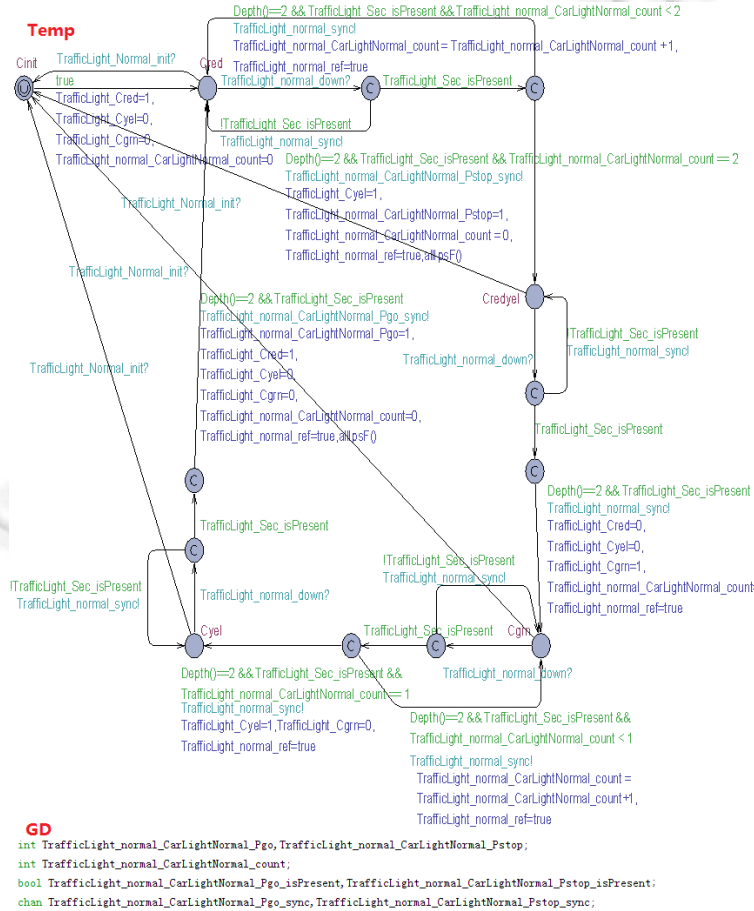 Temp
Depth()==2 && TrafficLight_Sec_isPresent &&TrafficLight_normal_CarLightNormal_count < 2
TrafficLight_normal_sync!
TrafficLight_normal_CarLightNormal_count = TrafficLight_normal_CarLightNormal_count +1,
TrafficLight_normal_ref=true
Cinit
TrafficLight_Normal_init?
Cred
true
TrafficLight_normal_down?
C
TrafficLight_Sec_isPresent
C
U
TrafficLight_Cred=1,
TrafficLight_Cyel=0,
TrafficLight_Cgrn=0,
TrafficLight_normal_CarLightNormal_count=0
!TrafficLight_Sec_isPresent
TrafficLight_normal_sync!
Depth()==2 && TrafficLight_Sec_isPresent && TrafficLight_normal_CarLightNormal_count == 2
TrafficLight_normal_CarLightNormal_Pstop_sync!
TrafficLight_Cyel=1,
TrafficLight_normal_CarLightNormal_Pstop=1,
TrafficLight_normal_CarLightNormal_count =0,
TrafficLight_normal_ref=true,allpsF()
TrafficLight_Normal_init?
TrafficLight_Normal_init?
Credyel
Depth()==2 && TrafficLight_Sec_isPresent
TrafficLight_normal_CarLightNormal_Pgo_sync!
TrafficLight_normal_CarLightNormal_Pgo=1,
TrafficLight_Cred=1,
TrafficLight_Cyel=0,
TrafficLight_Cgrn=0,
TrafficLight_normal_CarLightNormal_count=0,
TrafficLight_normal_ref=true,allpsF()
!TrafficLight_Sec_isPresent
TrafficLight_normal_sync!
TrafficLight_normal_down?
C
TrafficLight_Normal_init?
TrafficLight_Sec_isPresent
C
C
Depth()==2 && TrafficLight_Sec_isPresent
TrafficLight_normal_sync!
TrafficLight_Cred=0,
TrafficLight_Cyel=0,
TrafficLight_Cgrn=1,
TrafficLight_normal_CarLightNormal_count
TrafficLight_normal_ref=true
TrafficLight_Sec_isPresent
C
!TrafficLight_Sec_isPresent
TrafficLight_normal_sync!
TrafficLight_normal_down?
!TrafficLight_Sec_isPresent
TrafficLight_normal_sync!
Cyel
TrafficLight_Sec_isPresent
Cgrn
C
C
TrafficLight_normal_down?
Depth()==2 && TrafficLight_Sec_isPresent &&
TrafficLight_normal_CarLightNormal_count == 1
TrafficLight_normal_sync!
TrafficLight_Cyel=1,TrafficLight_Cgrn=0,
TrafficLight_normal_ref=true
Depth()==2 && TrafficLight_Sec_isPresent &&
TrafficLight_normal_CarLightNormal_count < 1
TrafficLight_normal_sync!
TrafficLight_normal_CarLightNormal_count =
TrafficLight_normal_CarLightNormal_count+1,
TrafficLight_normal_ref=true
GD
int TrafficLight_normal_CarLightNormal_Pgo,TrafficLight_normal_CarLightNormal_Pstop;
int TrafficLight_normal_CarLightNormal_count;
bool TrafficLight_normal_CarLightNormal_Pgo_isPresent,TrafficLight_normal_CarLightNormal_Pstop_isPresent;
chan TrafficLight_normal_CarLightNormal_Pgo_sync,TrafficLight_normal_CarLightNormal_Pstop_sync;